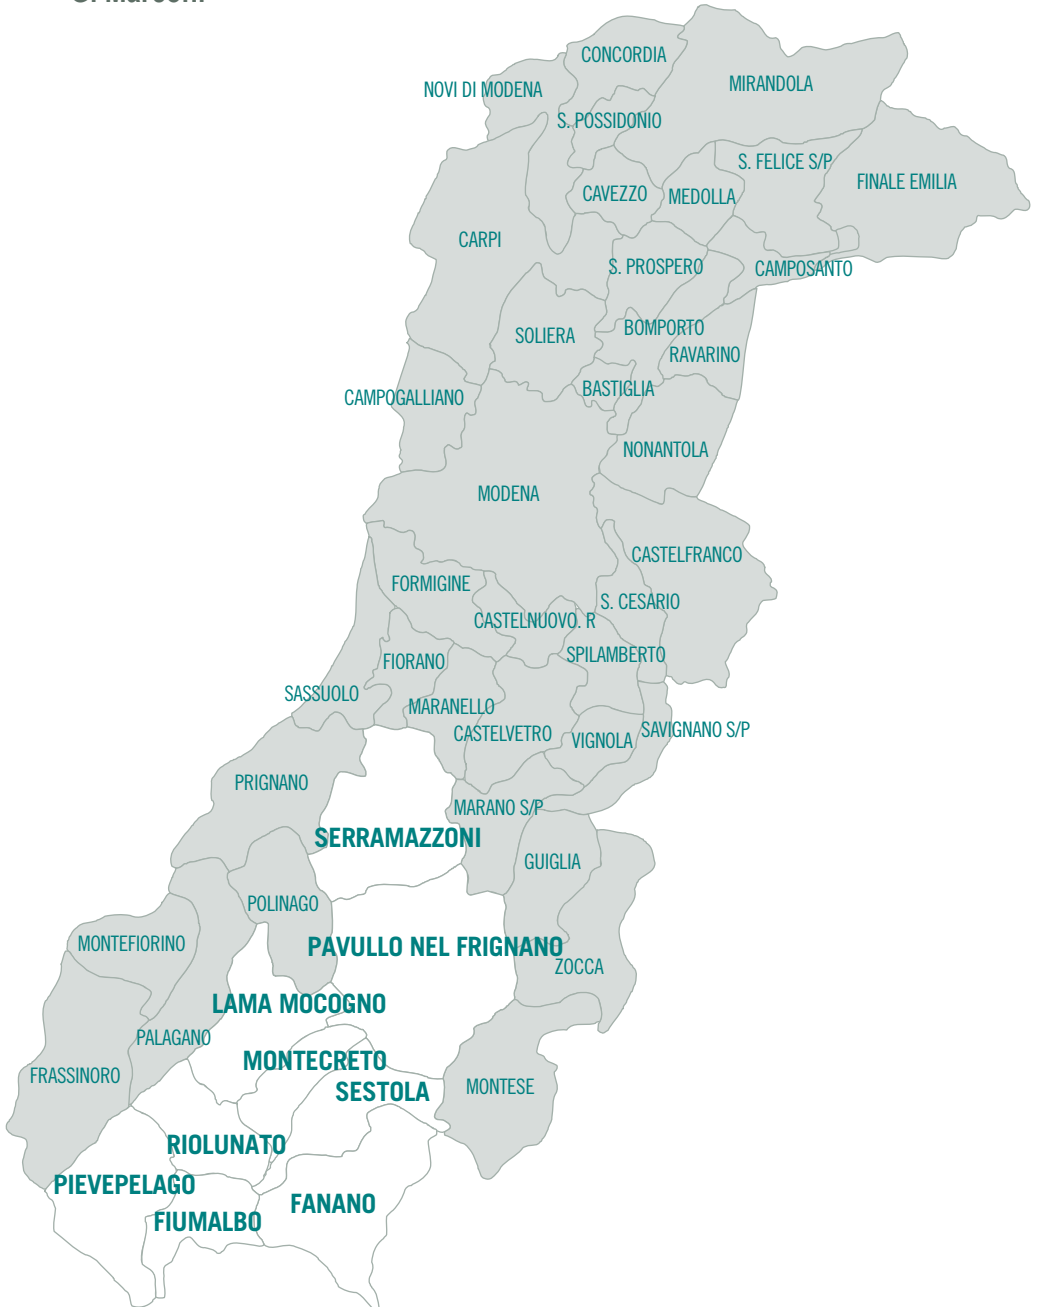 CONCORDIA
MIRANDOLA
NOVI DI MODENA
S. POSSIDONIO
S. FELICE S/P
FINALE EMILIA
CAVEZZO
MEDOLLA
CARPI
S. PROSPERO
CAMPOSANTO
BOMPORTO
SOLIERA
RAVARINO
BASTIGLIA
CAMPOGALLIANO
NONANTOLA
MODENA
CASTELFRANCO
FORMIGINE
S. CESARIO
CASTELNUOVO. R
SPILAMBERTO
FIORANO
SASSUOLO
MARANELLO
SAVIGNANO S/P
CASTELVETRO
VIGNOLA
PRIGNANO
MARANO S/P
SERRAMAZZONI
GUIGLIA
POLINAGO
MONTEFIORINO
PAVULLO NEL FRIGNANO
ZOCCA
LAMA MOCOGNO
PALAGANO
MONTECRETO
FRASSINORO
SESTOLA
MONTESE
RIOLUNATO
PIEVEPELAGO
FANANO
FIUMALBO